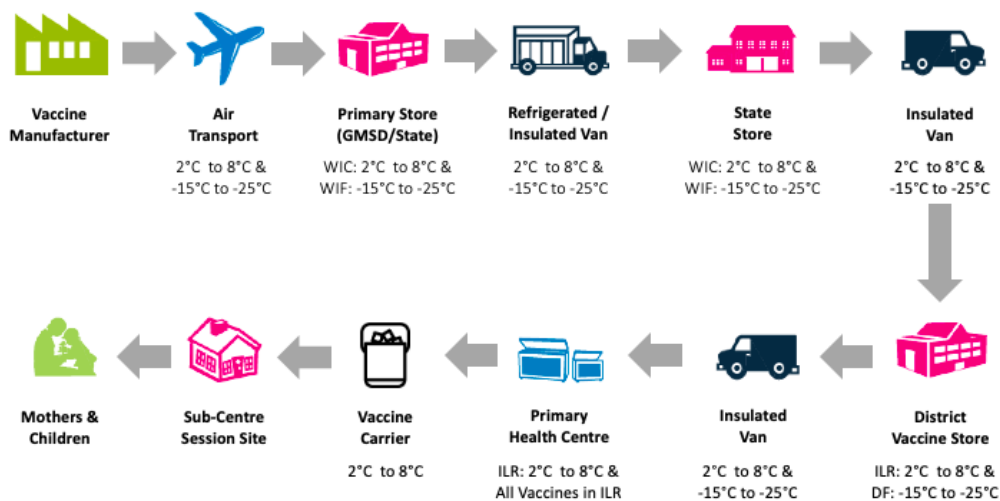 Vaccine
Manufacturer
Air
Transport
2°C to 8°C &
-15°C to -25°C
Primary Store
(GMSD/State)
WIC: 2°C to 8°C &
WIF: -15°C to -25°C
Refrigerated /
Insulated Van
2°C to 8°C &
-15°C to -25°C
State
Store
WIC: 2°C to 8°C &
WIF: -15°C to -25°C
Insulated
Van
2°C to 8°C &
-15°C to -25°C
Mothers &
Children
Sub-Centre
Session Site
Vaccine
Carrier
2°C to 8°C
Primary
Health Centre
ILR: 2°C to 8°C &
All Vaccines in ILR
Insulated
Van
2°C to 8°C &
-15°C to -25°C
District
Vaccine Store
ILR: 2°C to 8°C &
DF: -15°C to -25°C